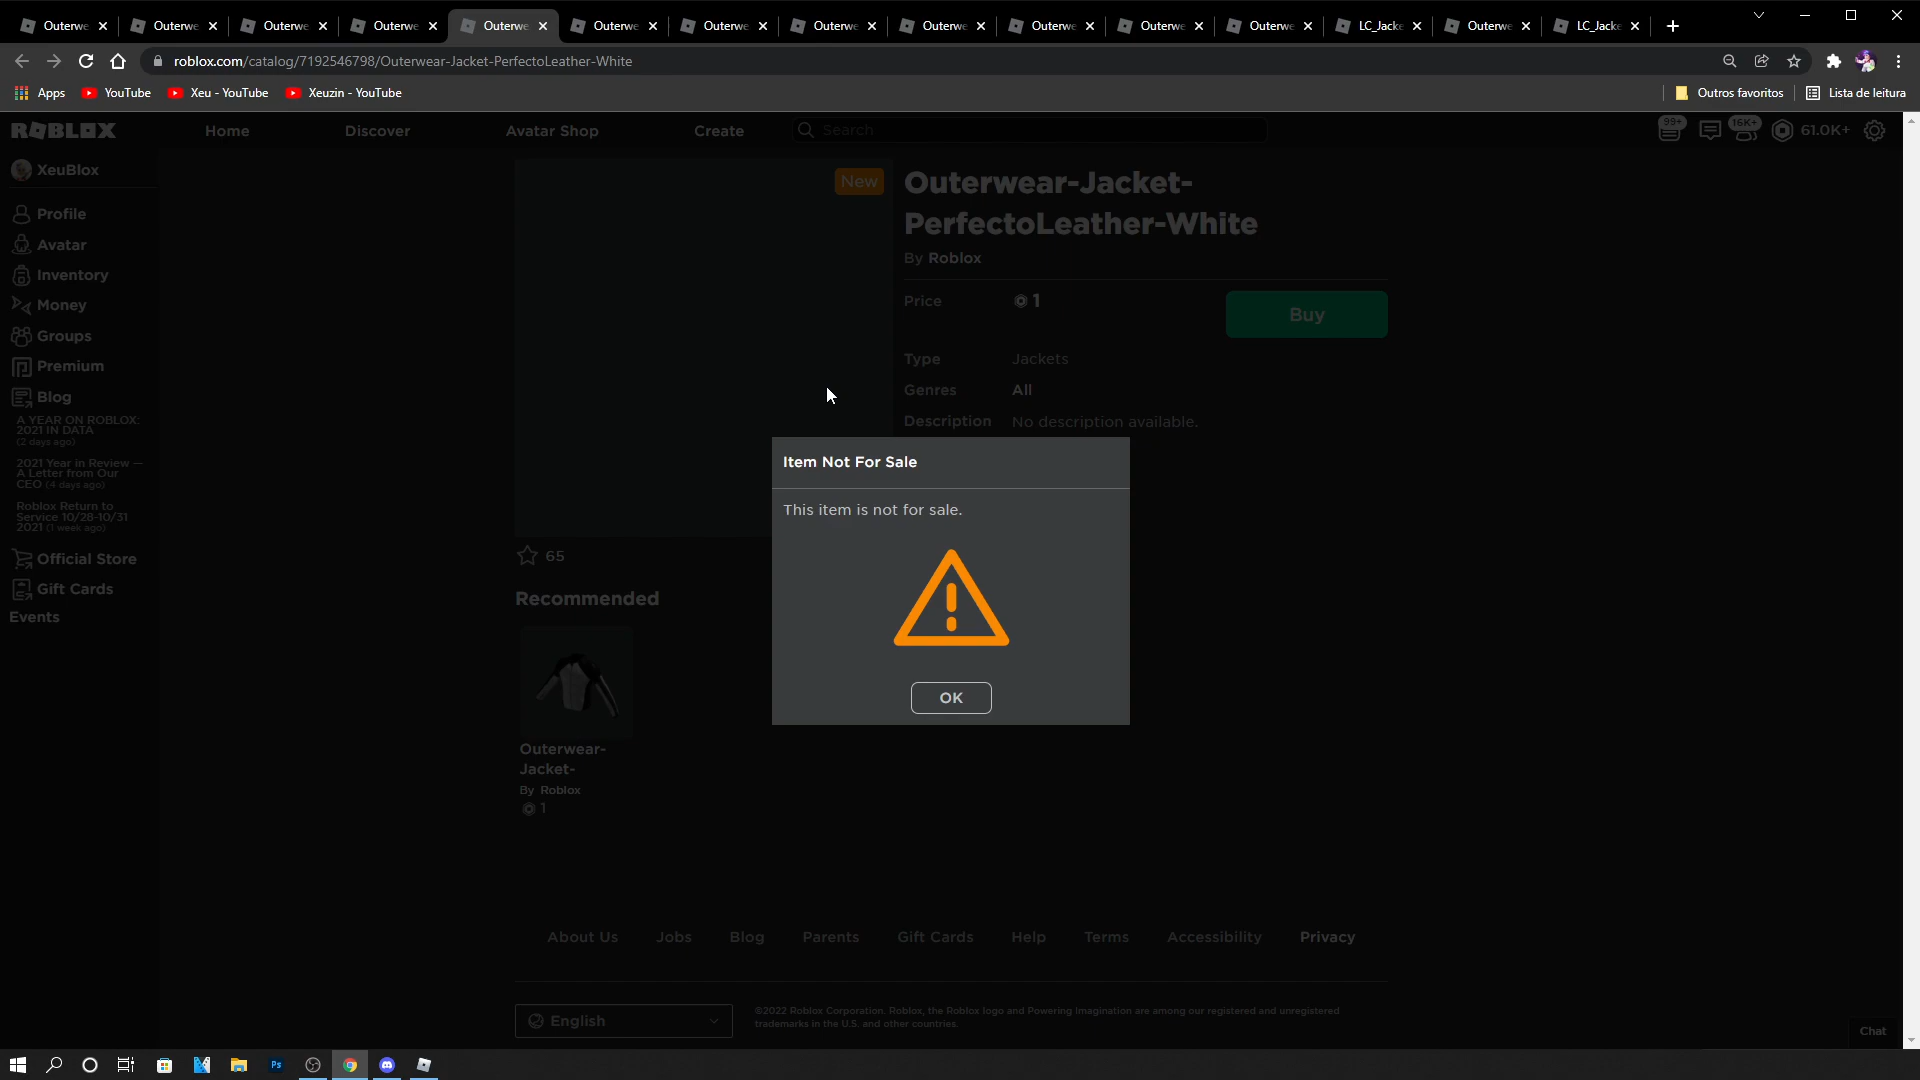 Outerwe
Outerwe
Outerwe
Outerwe
Outerwe
Outerwe
Outerwe
Outerwe
Outerwe
Outerwe
Outerwe
Outerwe
LC_Jacke
Outerwe
LC_Jacke
roblox.com/catalog/7192546798/Outerwear-Jacket-PerfectoLeather-White
Apps
YouTube
Xeu - YouTube
Xeuzin - YouTube
Outros favoritos
Lista de leitura
ROBLOX
Home
Discover
Avatar Shop
Create
Search
99+
16K+
61.0K+
XeuBlox
Profile
Avatar
Inventory
Money
Groups
Premium
Blog
A YEAR ON ROBLOX:
2021 IN DATA
(2 days ago)
2021 Year in Review —
A Letter from Our
CEO (4 days ago)
Roblox Return to
Service 10/28-10/31
2021 (1 week ago)
Official Store
Gift Cards
Events
New
Outerwear-Jacket-
PerfectoLeather-White
By Roblox
Price
1
Buy
Type
Jackets
Genres
All
Description
No description available.
Item Not For Sale
This item is not for sale.
OK
65
Recommended
Outerwear-
Jacket-
By Roblox
1
About Us
Jobs
Blog
Parents
Gift Cards
Help
Terms
Accessibility
Privacy
English
©2022 Roblox Corporation. Roblox, the Roblox logo and Powering Imagination are among our registered and unregistered
trademarks in the U.S. and other countries.
Chat
Ps